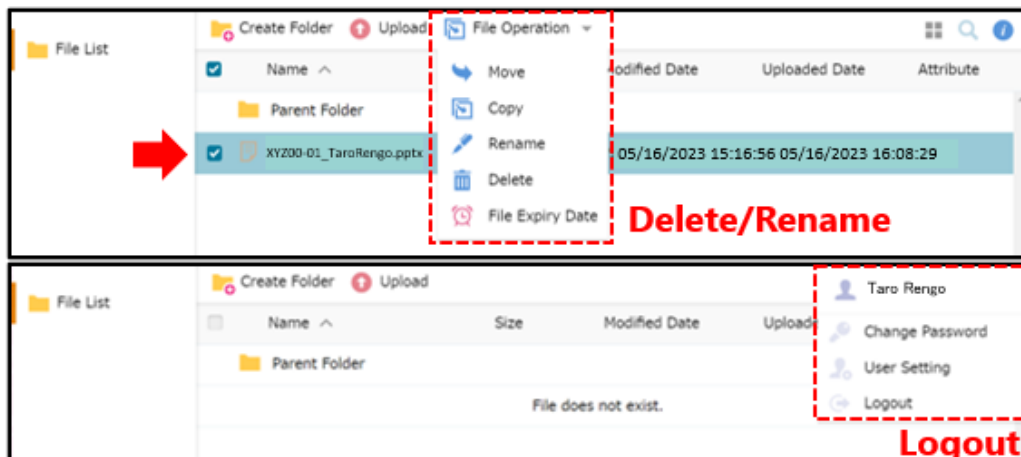 File List
Create Folder Upload File Operation
Name Modified Date Uploaded Date Attribute
Move
Parent Folder
Copy
Rename
XYZ00-01_TaroRengo.pptx 05/16/2023 15:16:56 05/16/2023 16:08:29
Delete
File Expiry Date
Delete/Rename
File List
Create Folder Upload
Taro Rengo
Name Size Modified Date
Change Password
Parent Folder
User Setting
File does not exist.
Logout
Logout